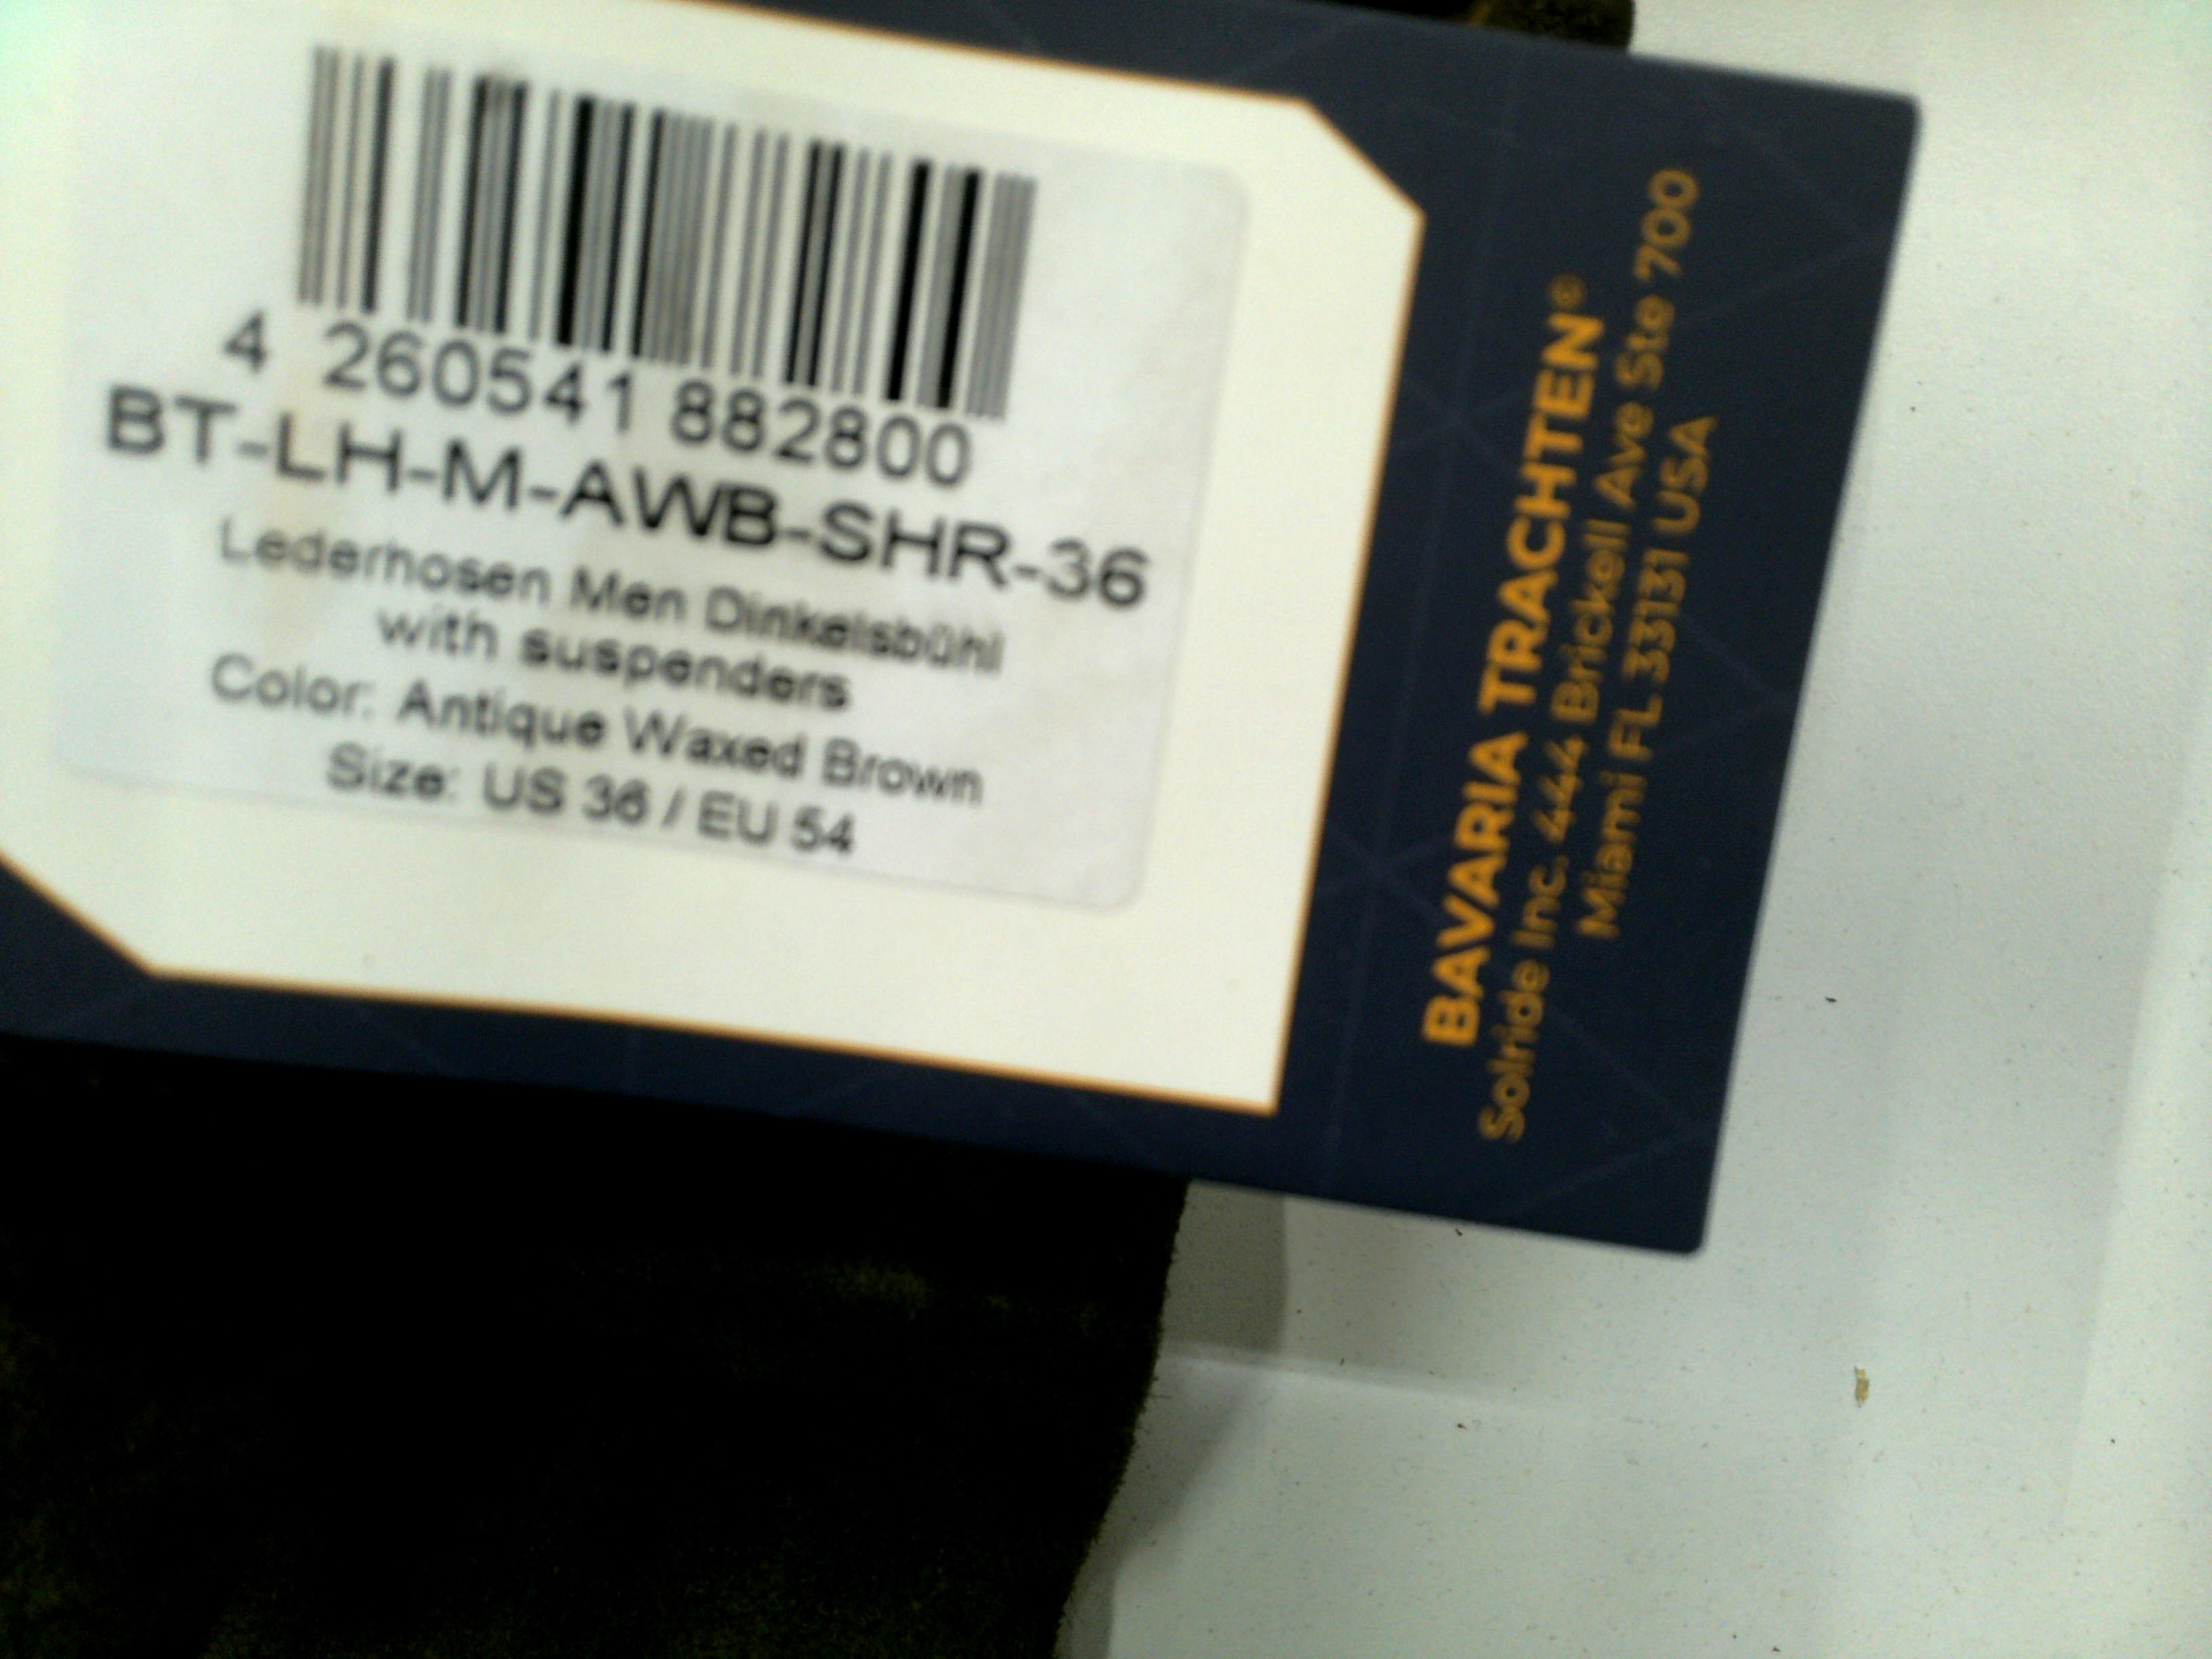 4 260541 882800
BT-LH-M-AWB-SHR-36
Lederhosen Men Dinkelsbühl
with suspenders
Color: Antique Waxed Brown
Size: US 36 / EU 54
BAVARIA TRACHTEN©
Solride Inc. 444 Brickell Ave Ste 700
Miami FL 33131 USA